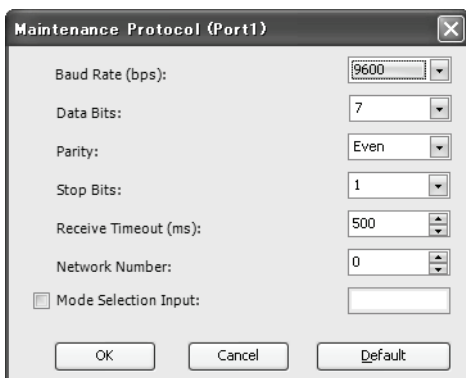 Maintenance Protocol (Port1)
Baud Rate (bps): 9600
Data Bits: 7
Parity: Even
Stop Bits: 1
Receive Timeout (ms): 500
Network Number: 0
Mode Selection Input:
OK Cancel Default